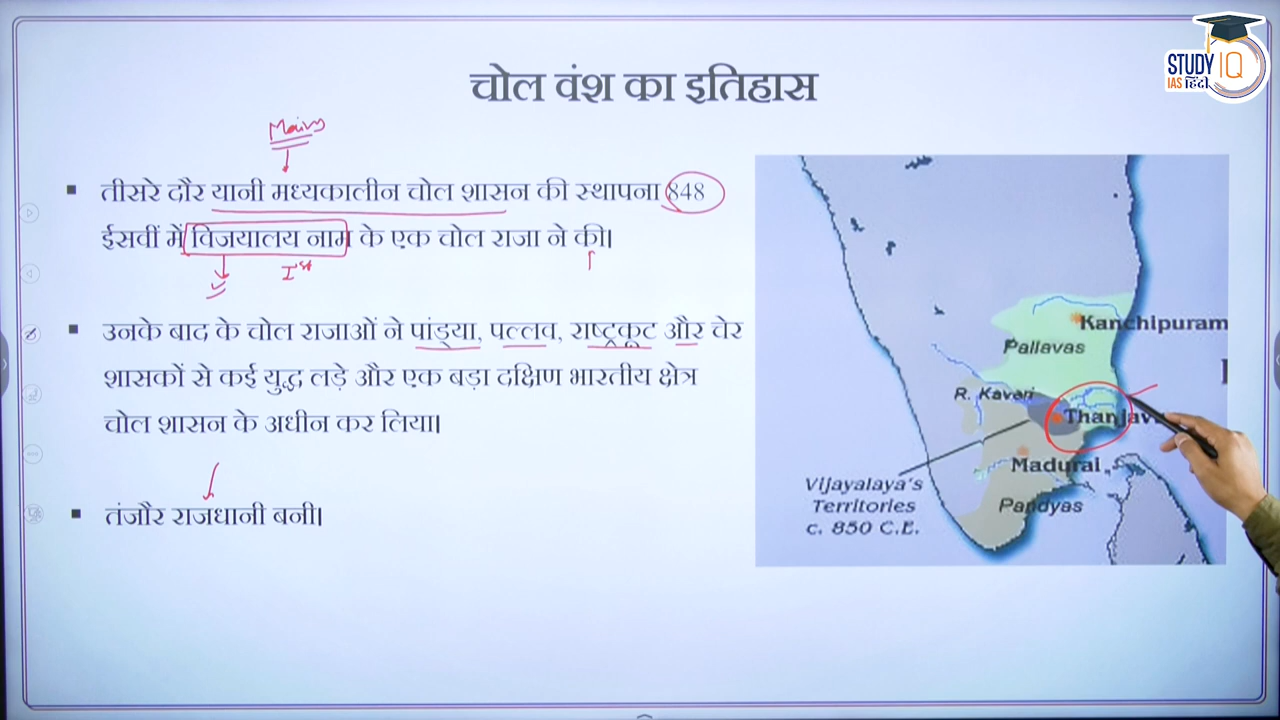 STUDY IQ
IAS हिंदी
चोल वंश का इतिहास
Mains
तीसरे दौर यानी मध्यकालीन चोल शासन की स्थापना 848
ईसवीं में विजयालय नाम के एक चोल राजा ने की।
Ist
उनके बाद के चोल राजाओं ने पांड्या, पल्लव, राष्ट्रकूट और चेर
शासकों से कई युद्ध लड़े और एक बड़ा दक्षिण भारतीय क्षेत्र
चोल शासन के अधीन कर लिया।
तंजौर राजधानी बनी।
Kanchipuram
Pallavas
R. Kaveri
Thanjav
Madurai
Vijayalaya's
Territories
c. 850 C.E.
Pandyas